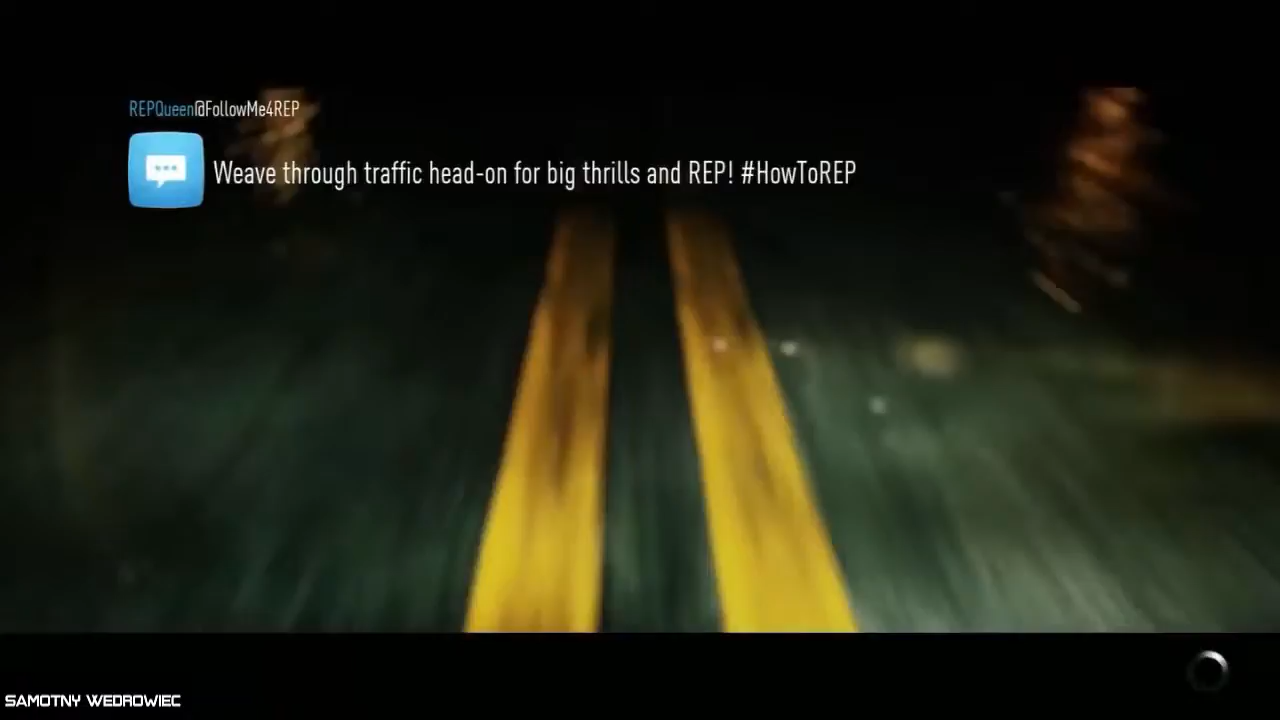 REPQueen@FollowMe4REP
Weave through traffic head-on for big thrills and REP! #HowToREP
SAMOTNY WEDROWIEC